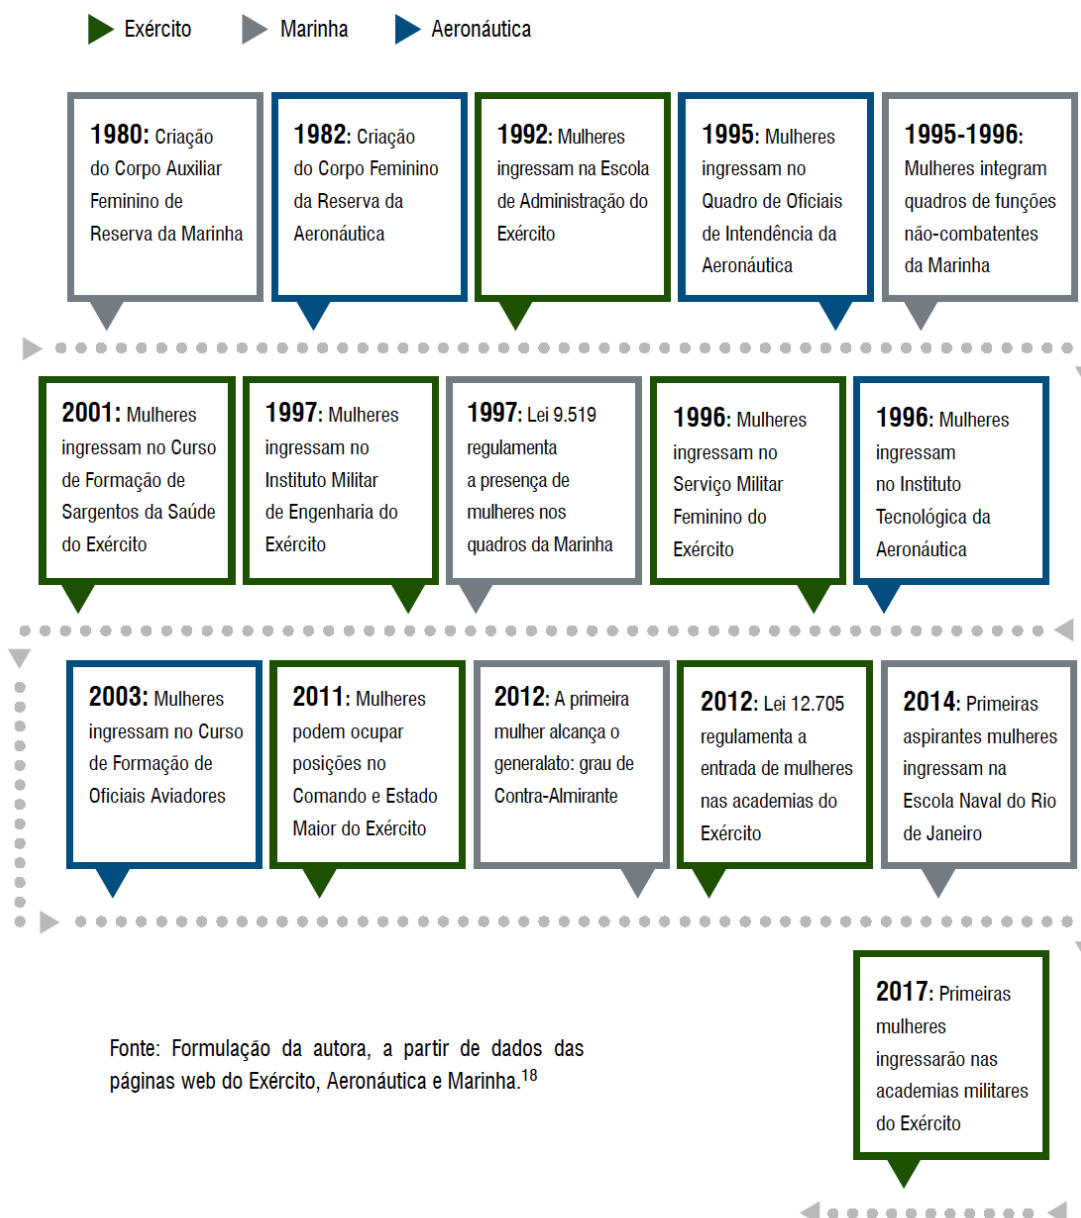 Exército
Marinha
Aeronáutica
1980: Criação
do Corpo Auxiliar
Feminino de
Reserva da Marinha
1982: Criação
do Corpo Feminino
da Reserva da
Aeronáutica
1992: Mulheres
ingressam na Escola
de Administração do
Exército
1995: Mulheres
ingressam no
Quadro de Oficiais
de Intendência da
Aeronáutica
1995-1996:
Mulheres integram
quadros de funções
não-combatentes
da Marinha
1996: Mulheres
ingressam
no Instituto
Tecnológica da
Aeronáutica
1996: Mulheres
ingressam no
Serviço Militar
Feminino do
Exército
1997: Lei 9.519
regulamenta
a presença de
mulheres nos
quadros da Marinha
1997: Mulheres
ingressam no
Instituto Militar
de Engenharia do
Exército
2001: Mulheres
ingressam no Curso
de Formação de
Sargentos da Saúde
do Exército
2003: Mulheres
ingressam no Curso
de Formação de
Oficiais Aviadores
2011: Mulheres
podem ocupar
posições no
Comando e Estado
Maior do Exército
2012: A primeira
mulher alcança o
generalato: grau de
Contra-Almirante
2012: Lei 12.705
regulamenta a
entrada de mulheres
nas academias do
Exército
2014: Primeiras
aspirantes mulheres
ingressam na
Escola Naval do Rio
de Janeiro
2017: Primeiras
mulheres
ingressarão nas
academias militares
do Exército
Fonte: Formulação da autora, a partir de dados das
páginas web do Exército, Aeronáutica e Marinha.18